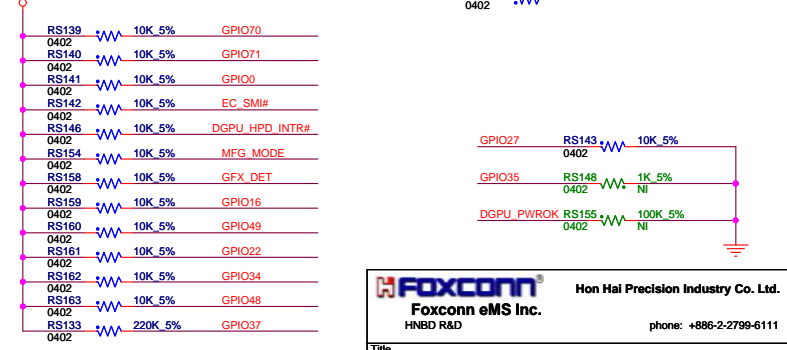 0402
RS139 10K_5% GPIO70
0402
RS140 10K_5% GPIO71
0402
RS141 10K_5% GPIO0
0402
RS142 10K_5% EC_SMI#
0402
RS146 10K_5% DGPU_HPD_INTR#
0402
RS154 10K_5% MFG_MODE
0402
RS158 10K_5% GFX_DET
0402
RS159 10K_5% GPIO16
0402
RS160 10K_5% GPIO49
0402
RS161 10K_5% GPIO22
0402
RS162 10K_5% GPIO34
0402
RS163 10K_5% GPIO48
0402
RS133 220K_5% GPIO37
0402
GPIO27 RS143 10K_5%
0402
GPIO35 RS148 1K_5%
0402 NI
DGPU_PWROK RS155 100K_5%
0402 NI
FOXCONN®
Hon Hai Precision Industry Co. Ltd.
Foxconn eMS Inc.
HNBD R&D
phone: +886-2-2799-6111
Title